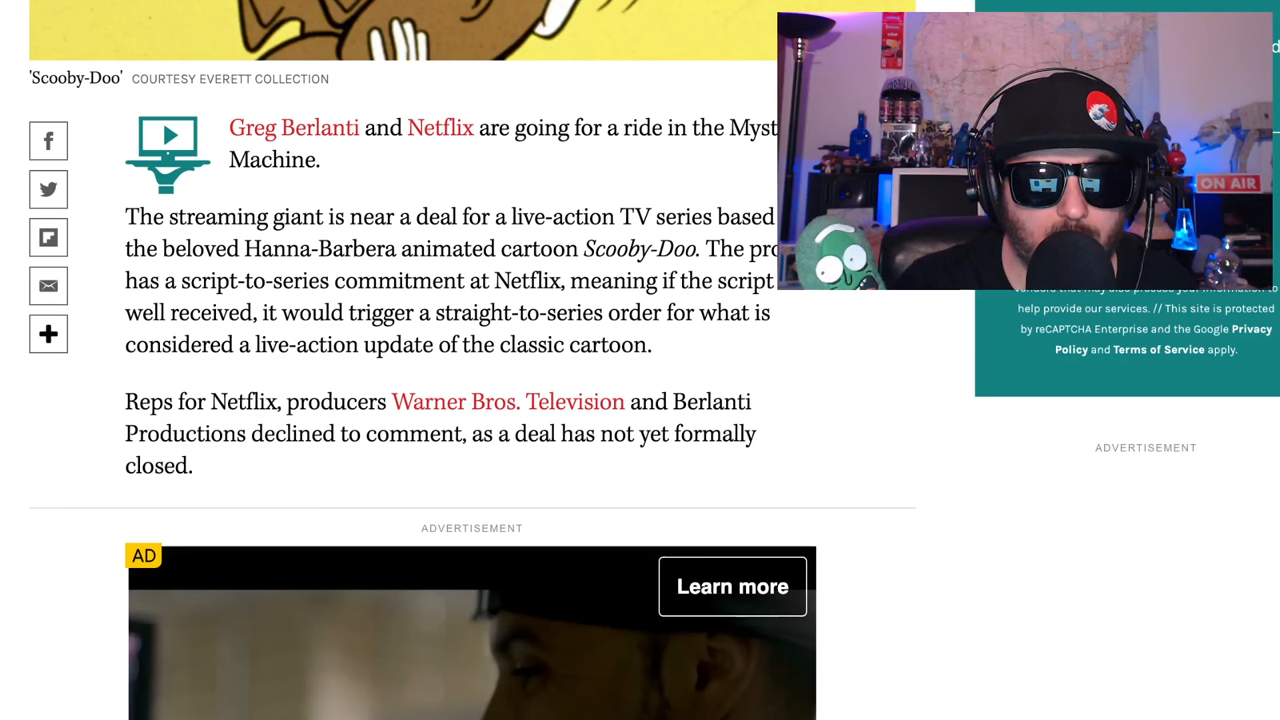 'Scooby-Doo' COURTESY EVERETT COLLECTION
Greg Berlanti and Netflix are going for a ride in the Myst
Machine.
The streaming giant is near a deal for a live-action TV series based
the beloved Hanna-Barbera animated cartoon Scooby-Doo. The pro
has a script-to-series commitment at Netflix, meaning if the script
well received, it would trigger a straight-to-series order for what is
considered a live-action update of the classic cartoon.
Reps for Netflix, producers Warner Bros. Television and Berlanti
Productions declined to comment, as a deal has not yet formally
closed.
ADVERTISEMENT
AD
Learn more
ON AIR
help provide our services. // This site is protected
by reCAPTCHA Enterprise and the Google Privacy
Policy and Terms of Service apply.
ADVERTISEMENT